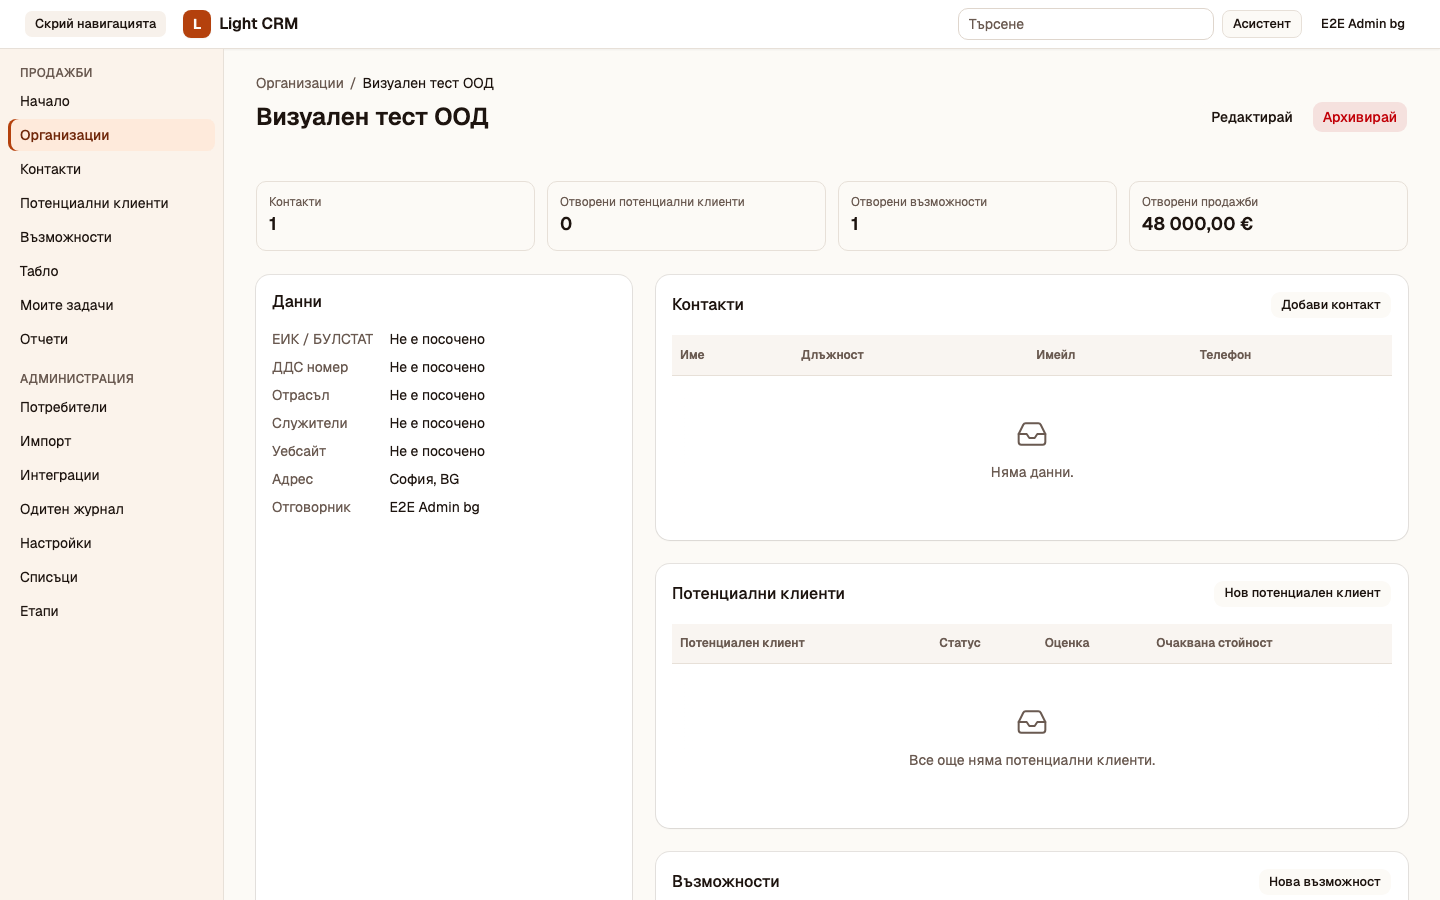 Скрий навигацията
L
Light CRM
Търсене
Асистент
E2E Admin bg
ПРОДАЖБИ
Начало
Организации
Контакти
Потенциални клиенти
Възможности
Табло
Моите задачи
Отчети
АДМИНИСТРАЦИЯ
Потребители
Импорт
Интеграции
Одитен журнал
Настройки
Списъци
Етапи
Организации / Визуален тест ООД
Визуален тест ООД
Редактирай
Архивирай
Контакти
1
Отворени потенциални клиенти
0
Отворени възможности
1
Отворени продажби
48 000,00 €
Данни
ЕИК / БУЛСТАТ Не е посочено
ДДС номер Не е посочено
Отрасъл Не е посочено
Служители Не е посочено
Уебсайт Не е посочено
Адрес София, BG
Отговорник E2E Admin bg
Контакти
Добави контакт
Име Длъжност Имейл Телефон
Няма данни.
Потенциални клиенти
Нов потенциален клиент
Потенциален клиент Статус Оценка Очаквана стойност
Все още няма потенциални клиенти.
Възможности
Нова възможност